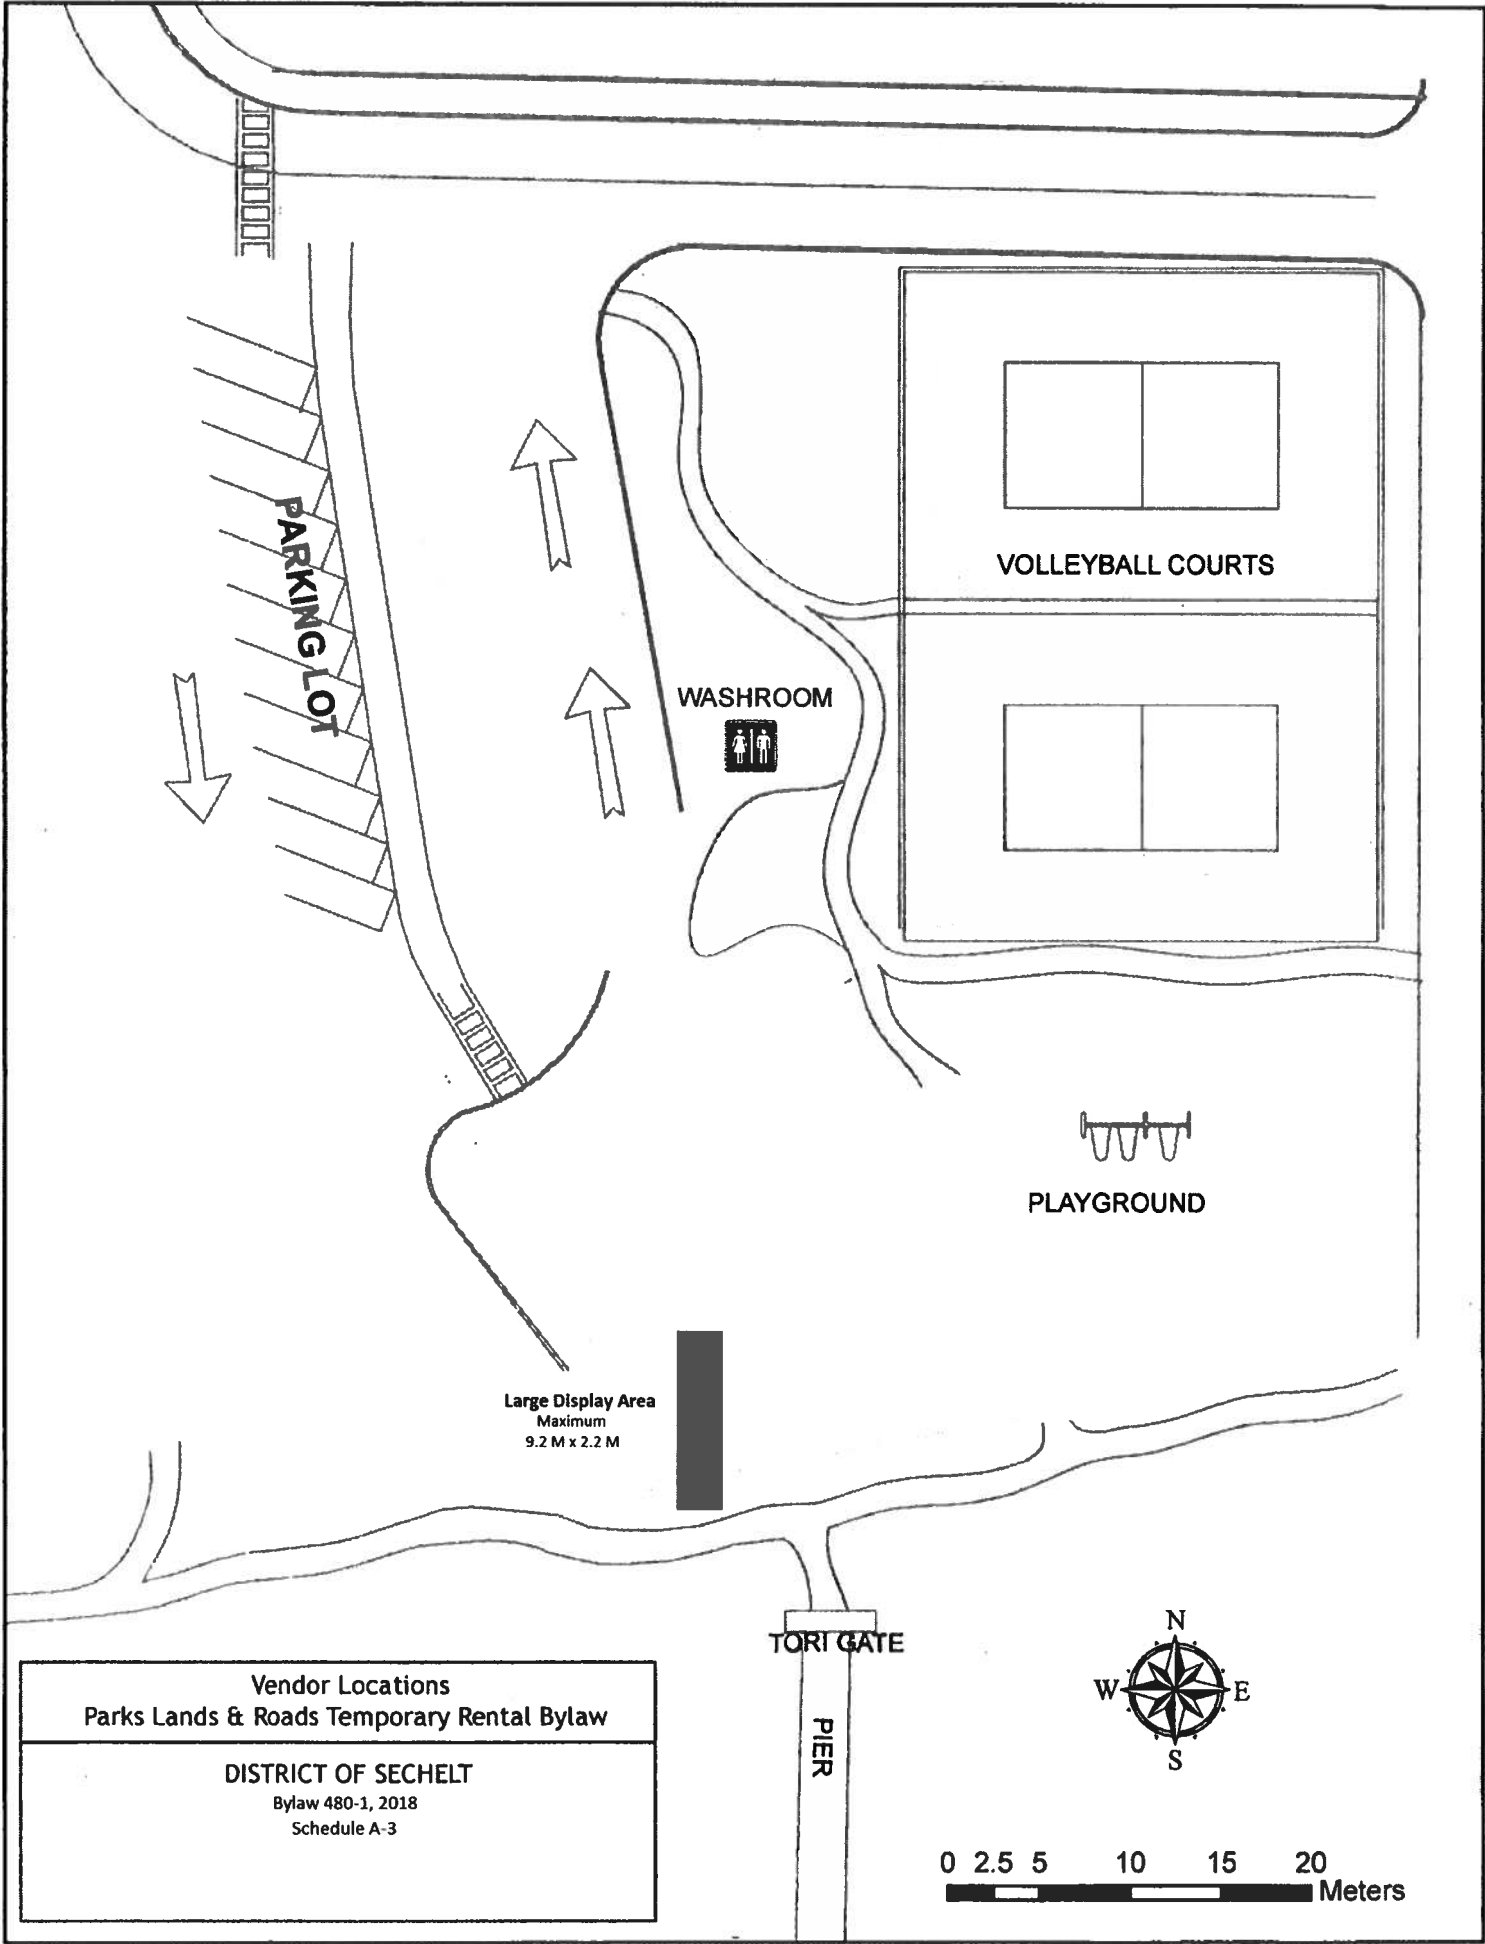 PARKING LOT
VOLLEYBALL COURTS
WASHROOM
PLAYGROUND
Large Display Area
Maximum
9.2 M x 2.2 M
TORI GATE
PIER
N
W E
S
Vendor Locations
Parks Lands & Roads Temporary Rental Bylaw
DISTRICT OF SECHELT
Bylaw 480-1, 2018
Schedule A-3
0 2.5 5 10 15 20
Meters